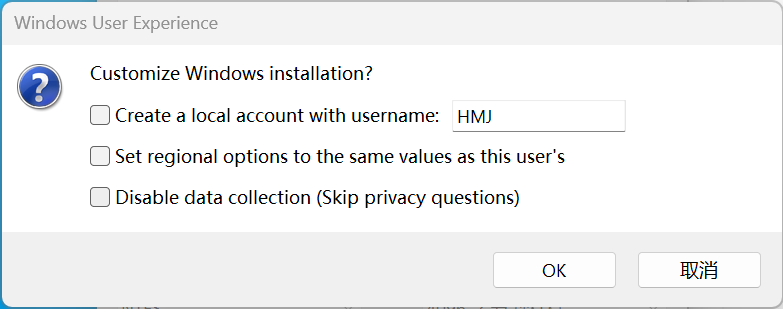 Windows User Experience
Customize Windows installation?
Create a local account with username: HMJ
Set regional options to the same values as this user's
Disable data collection (Skip privacy questions)
OK 取消